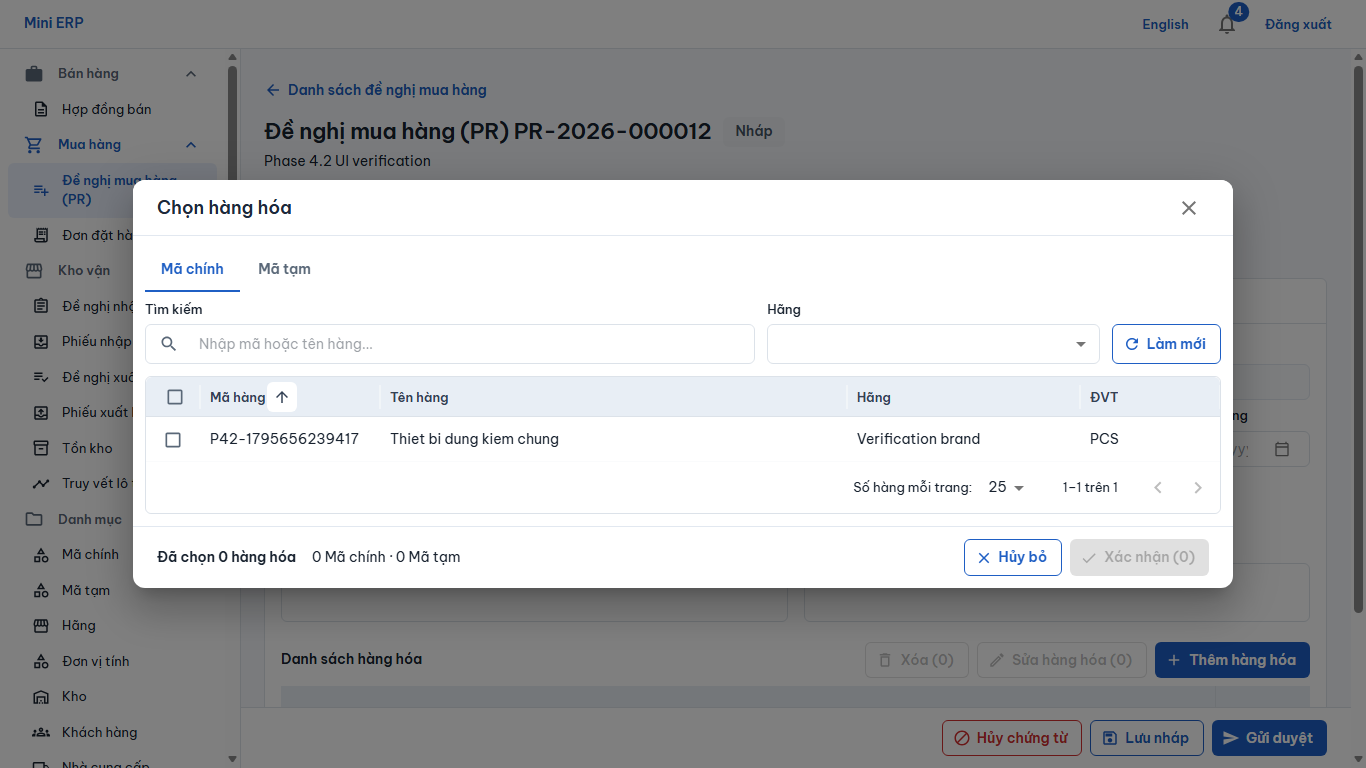 Mini ERP
English
4
Đăng xuất
Bán hàng
Hợp đồng bán
Mua hàng
Đề nghị mua hàng
(PR)
Đơn đặt hà
Kho vận
Đề nghị nhậ
Phiếu nhập
Đề nghị xuấ
Phiếu xuất
Tồn kho
Truy vết lô
Danh mục
Mã chính
Mã tạm
Hãng
Đơn vị tính
Kho
Khách hàng
Nhà cung cấp
Danh sách đề nghị mua hàng
Đề nghị mua hàng (PR) PR-2026-000012
Nháp
Phase 4.2 UI verification
Chọn hàng hóa
Mã chính
Mã tạm
Tìm kiếm
Hãng
Nhập mã hoặc tên hàng...
Làm mới
Mã hàng
Tên hàng
Hãng
ĐVT
P42-1795656239417
Thiet bi dung kiem chung
Verification brand
PCS
Số hàng mỗi trang:
25
1–1 trên 1
Đã chọn 0 hàng hóa
0 Mã chính · 0 Mã tạm
Hủy bỏ
Xác nhận (0)
Danh sách hàng hóa
Xóa (0)
Sửa hàng hóa (0)
Thêm hàng hóa
Hủy chứng từ
Lưu nháp
Gửi duyệt